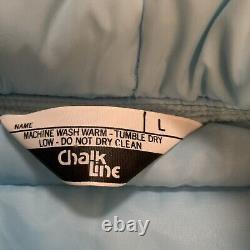 NAME
L
MACHINE WASH WARM - TUMBLE DRY
LOW - DO NOT DRY CLEAN
Chalk
Line